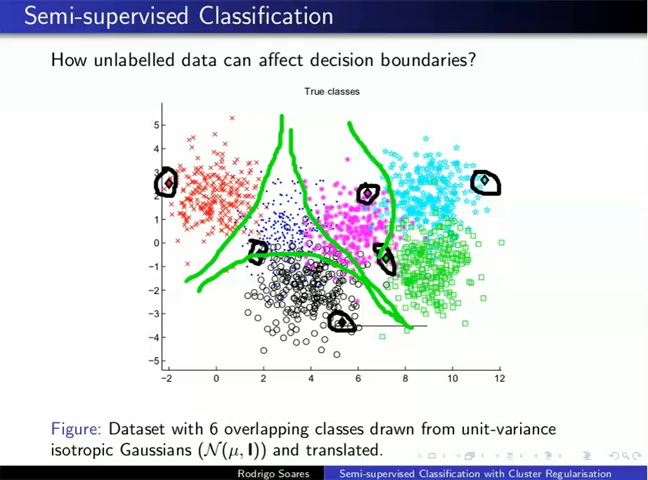 Semi-supervised Classification
How unlabelled data can affect decision boundaries?
True classes
5
4
3
2
1
0
−1
−2
−3
−4
−5
−2 0 2 4 6 8 10 12
Figure: Dataset with 6 overlapping classes drawn from unit-variance
isotropic Gaussians (𝒩(μ, I)) and translated.
Rodrigo Soares Semi-supervised Classification with Cluster Regularisation